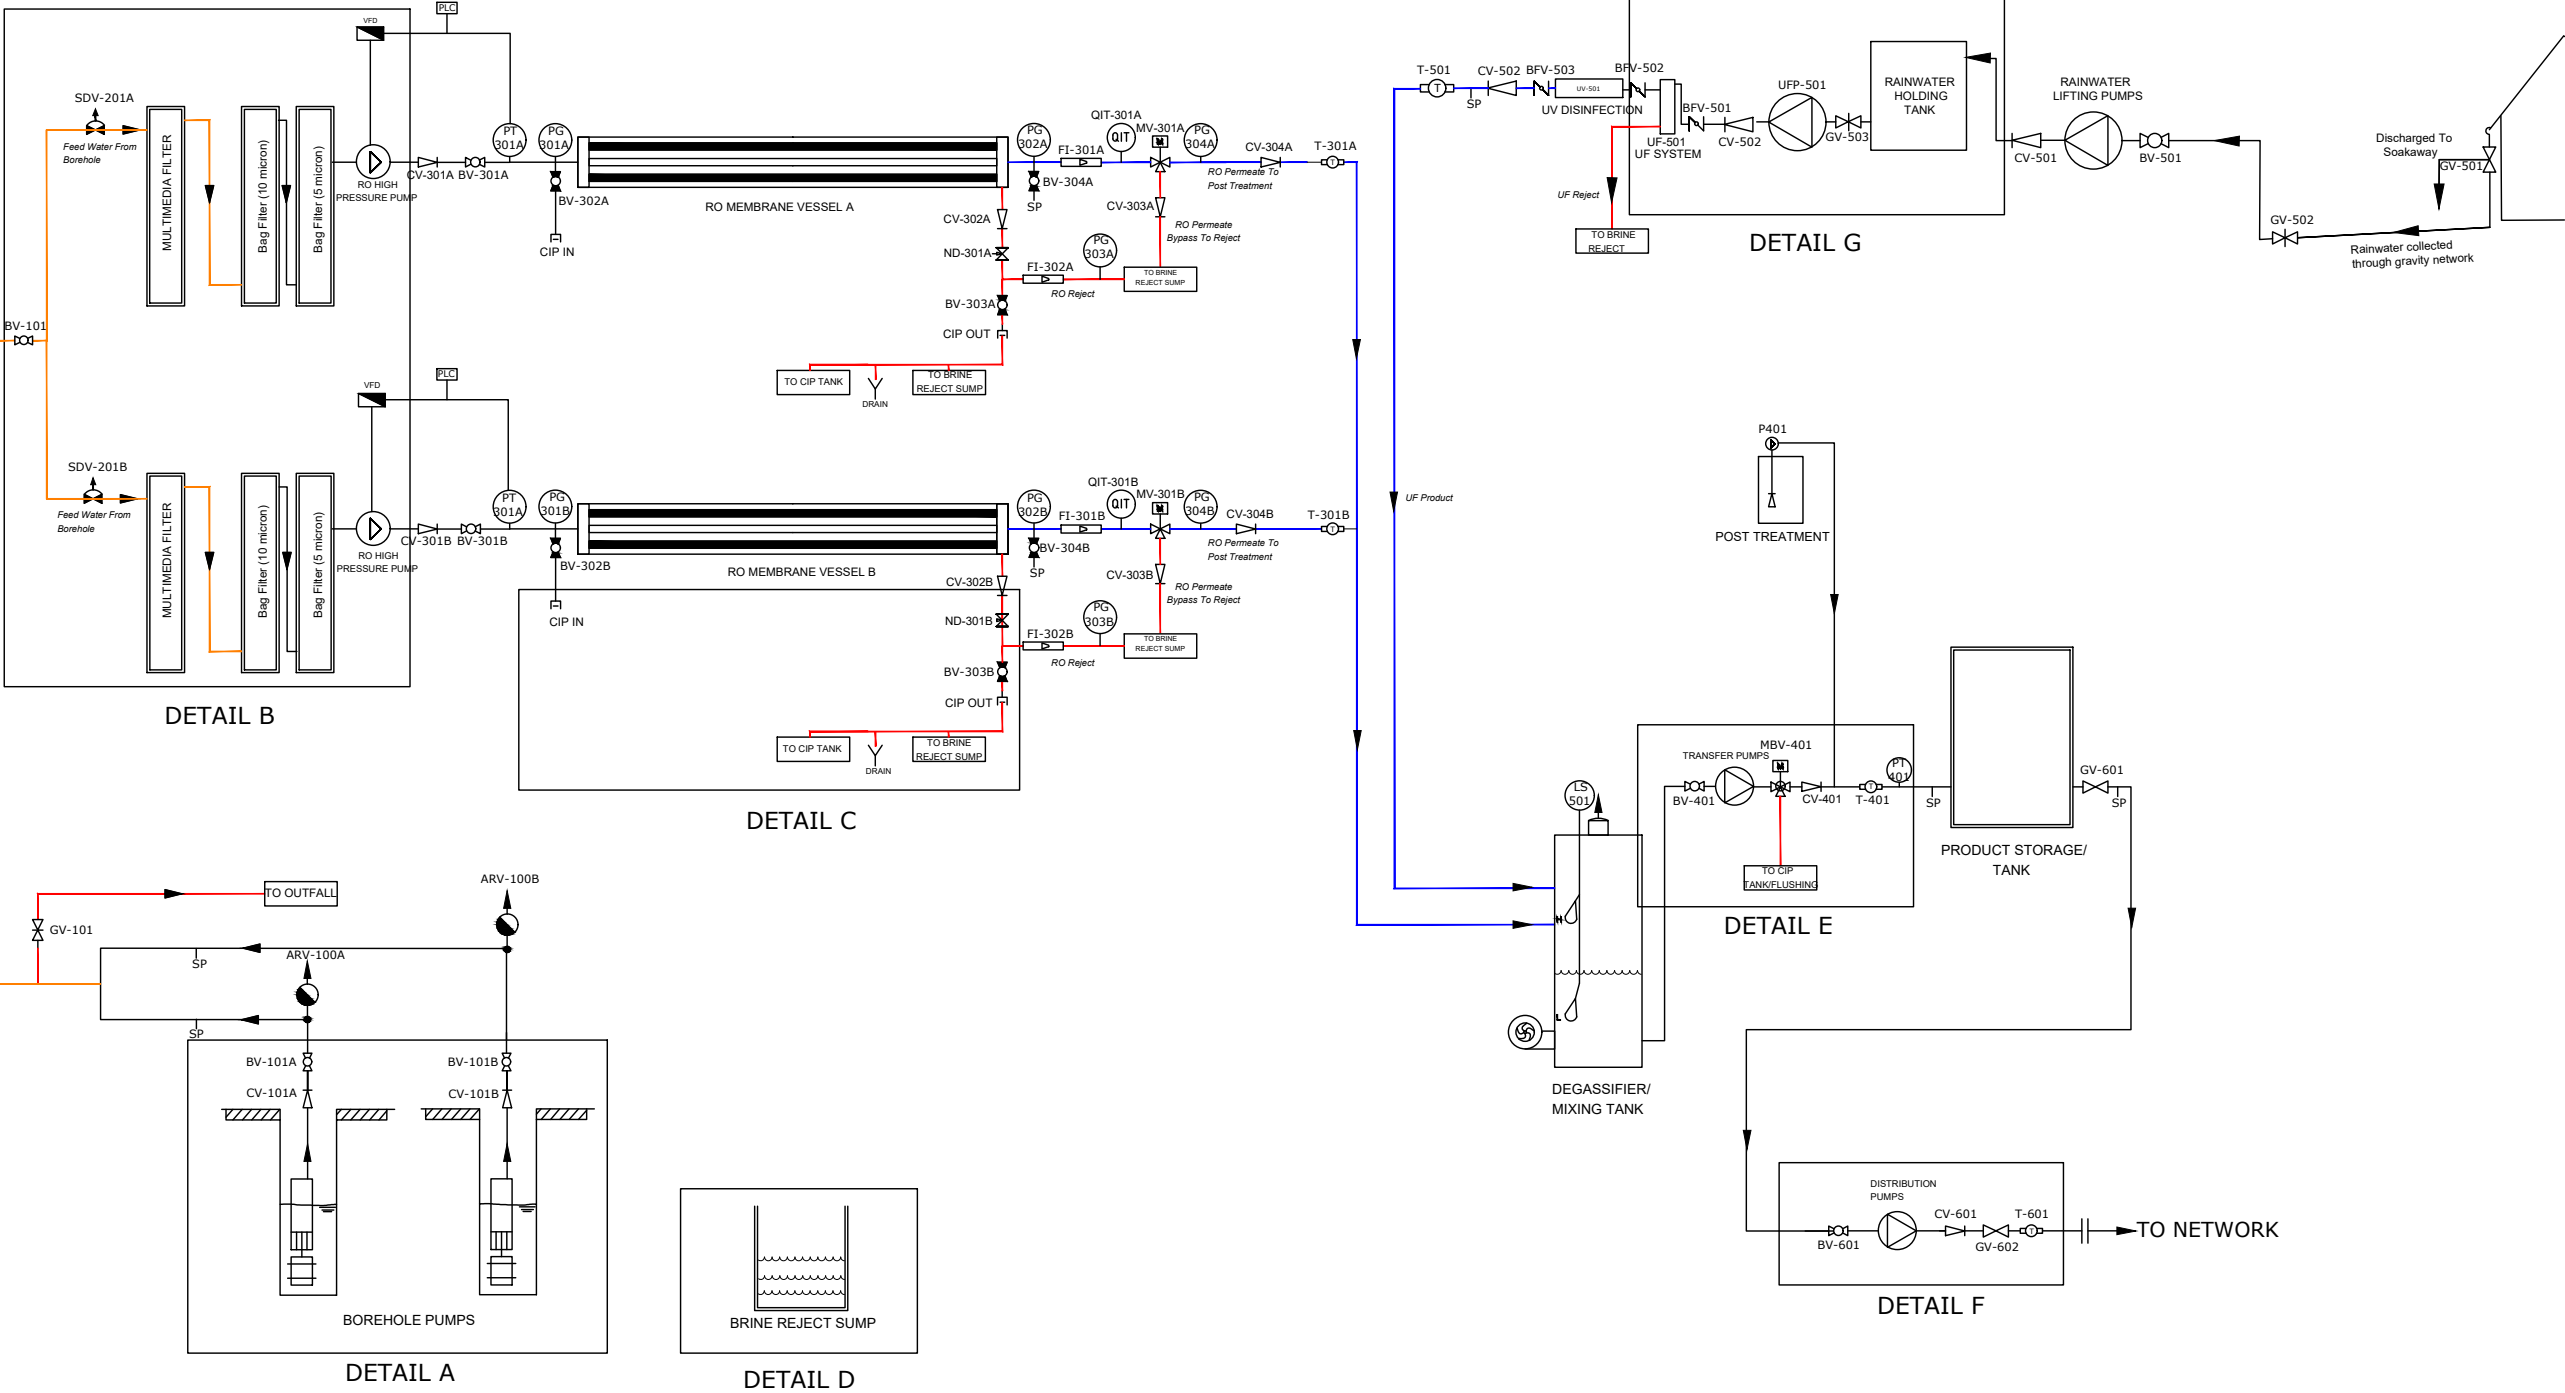 PLC
VFD
SDV-201A
Feed Water From
Borehole
MULTIMEDIA FILTER
Bag Filter (10 micron)
Bag Filter (5 micron)
RO HIGH
PRESSURE PUMP
CV-301A
BV-301A
PT
301A
PG
301A
BV-302A
CIP IN
RO MEMBRANE VESSEL A
PG
302A
BV-304A
SP
FI-301A
QIT-301A
QIT
MV-301A
M
PG
304A
CV-304A
T-301A
T
RO Permeate To
Post Treatment
CV-303A
RO Permeate
Bypass To Reject
CV-302A
ND-301A
PG
303A
FI-302A
RO Reject
TO BRINE
REJECT SUMP
BV-303A
CIP OUT
TO CIP TANK
DRAIN
TO BRINE
REJECT SUMP
BV-101
PLC
VFD
SDV-201B
Feed Water From
Borehole
MULTIMEDIA FILTER
Bag Filter (10 micron)
Bag Filter (5 micron)
RO HIGH
PRESSURE PUMP
CV-301B
BV-301B
PT
301A
PG
301B
BV-302B
CIP IN
RO MEMBRANE VESSEL B
PG
302B
BV-304B
SP
FI-301B
QIT-301B
QIT
MV-301B
M
PG
304B
CV-304B
T-301B
T
RO Permeate To
Post Treatment
CV-303B
RO Permeate
Bypass To Reject
CV-302B
ND-301B
PG
303B
FI-302B
RO Reject
TO BRINE
REJECT SUMP
BV-303B
CIP OUT
TO CIP TANK
DRAIN
TO BRINE
REJECT SUMP
DETAIL B
DETAIL C
T-501
T
SP
CV-502
BFV-503
UV-501
UV DISINFECTION
BFV-502
UF-501
UF SYSTEM
BFV-501
CV-502
UFP-501
GV-503
RAINWATER
HOLDING
TANK
UF Reject
TO BRINE
REJECT
DETAIL G
CV-501
RAINWATER
LIFTING PUMPS
BV-501
Discharged To
Soakaway
GV-501
GV-502
Rainwater collected
through gravity network
UF Product
P401
POST TREATMENT
TRANSFER PUMPS
MBV-401
M
BV-401
CV-401
T-401
T
PT
401
SP
TO CIP
TANK/FLUSHING
DETAIL E
PRODUCT STORAGE/
TANK
GV-601
SP
LS
501
H
L
DEGASSIFIER/
MIXING TANK
DISTRIBUTION
PUMPS
BV-601
CV-601
GV-602
T-601
T
TO NETWORK
DETAIL F
TO OUTFALL
GV-101
SP
ARV-100A
ARV-100B
SP
BV-101A
CV-101A
BV-101B
CV-101B
BOREHOLE PUMPS
DETAIL A
BRINE REJECT SUMP
DETAIL D